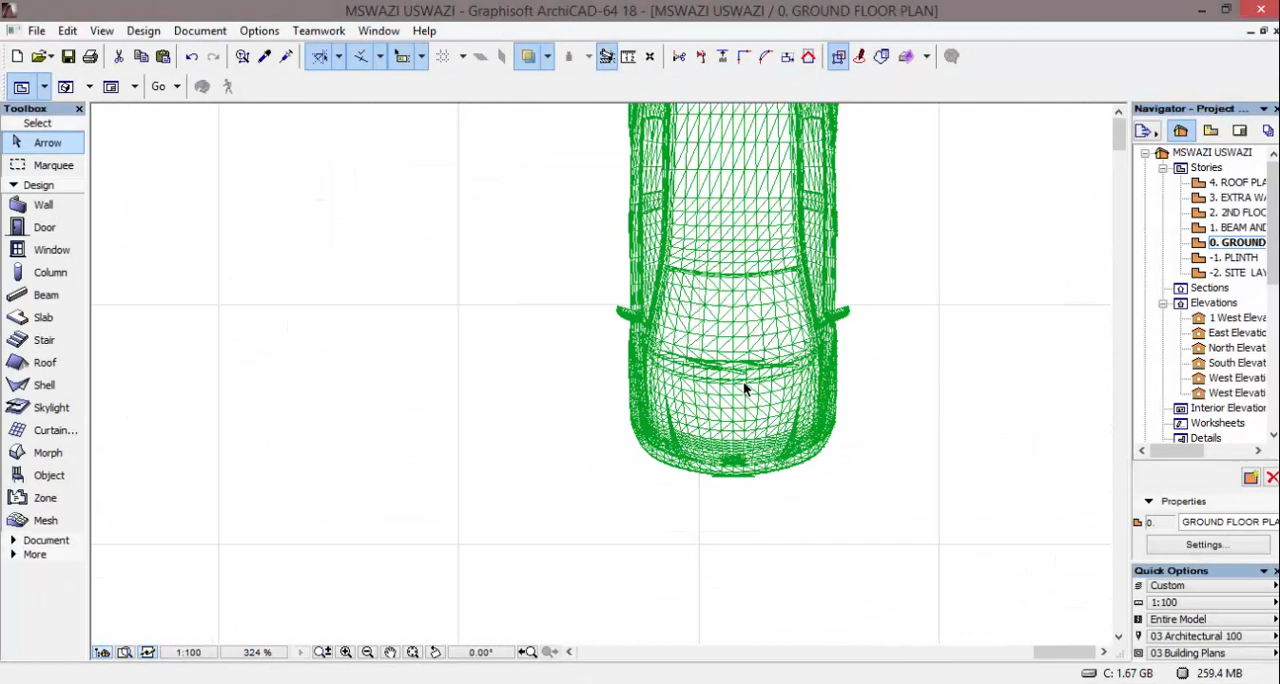 MSWAZI USWAZI - Graphisoft ArchiCAD-64 18 - [MSWAZI USWAZI / 0. GROUND FLOOR PLAN]
File Edit View Design Document Options Teamwork Window Help
Go
Toolbox
Select
Arrow
Marquee
Design
Wall
Door
Window
Column
Beam
Slab
Stair
Roof
Shell
Skylight
Curtain...
Morph
Object
Zone
Mesh
Document
More
Navigator - Project ...
MSWAZI USWAZI
Stories
4. ROOF PLA
3. EXTRA WA
2. 2ND FLOO
1. BEAM AND
0. GROUND
-1. PLINTH
-2. SITE LAY
Sections
Elevations
1 West Eleva
East Elevatio
North Elevat
South Elevat
West Elevati
West Elevati
Interior Elevation
Worksheets
Details
Properties
0. GROUND FLOOR PLA
Settings...
Quick Options
Custom
1:100
Entire Model
03 Architectural 100
03 Building Plans
1:100 324 % 0.00°
C: 1.67 GB 259.4 MB